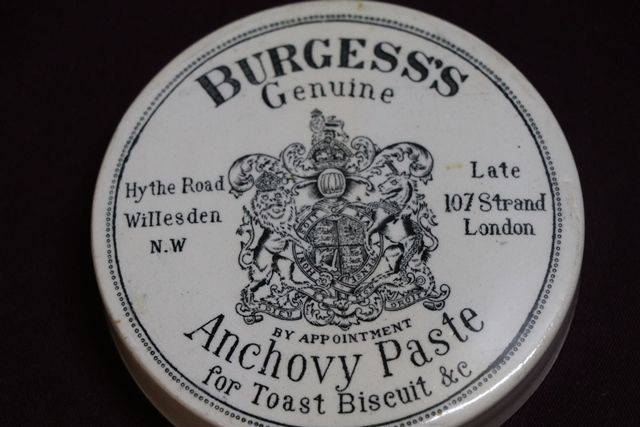 BURGESS'S
Genuine
Hythe Road
Willesden
N.W
Late
107 Strand
London
BY APPOINTMENT
Anchovy Paste
for Toast Biscuit &c